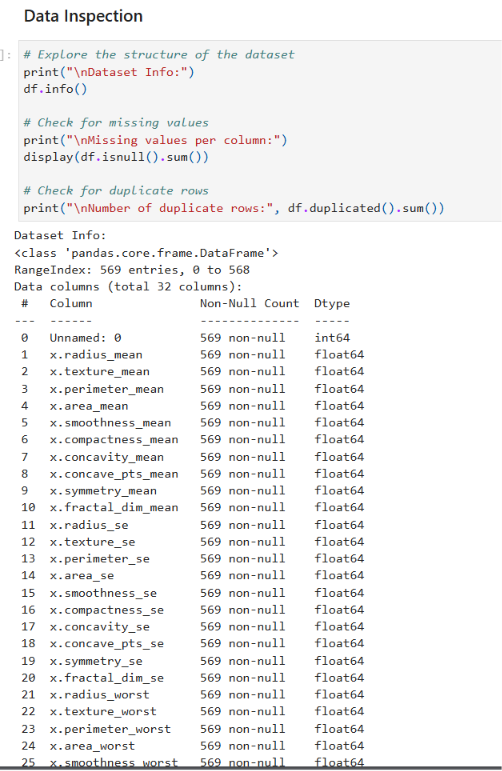 Data Inspection
]:
# Explore the structure of the dataset
print("\nDataset Info:")
df.info()
# Check for missing values
print("\nMissing values per column:")
display(df.isnull().sum())
# Check for duplicate rows
print("\nNumber of duplicate rows:", df.duplicated().sum())
Dataset Info:
<class 'pandas.core.frame.DataFrame'>
RangeIndex: 569 entries, 0 to 568
Data columns (total 32 columns):
 #   Column               Non-Null Count  Dtype
---  ------               --------------  -----
 0   Unnamed: 0           569 non-null    int64
 1   x.radius_mean        569 non-null    float64
 2   x.texture_mean       569 non-null    float64
 3   x.perimeter_mean     569 non-null    float64
 4   x.area_mean          569 non-null    float64
 5   x.smoothness_mean    569 non-null    float64
 6   x.compactness_mean   569 non-null    float64
 7   x.concavity_mean     569 non-null    float64
 8   x.concave_pts_mean   569 non-null    float64
 9   x.symmetry_mean      569 non-null    float64
 10  x.fractal_dim_mean   569 non-null    float64
 11  x.radius_se          569 non-null    float64
 12  x.texture_se         569 non-null    float64
 13  x.perimeter_se       569 non-null    float64
 14  x.area_se            569 non-null    float64
 15  x.smoothness_se      569 non-null    float64
 16  x.compactness_se     569 non-null    float64
 17  x.concavity_se       569 non-null    float64
 18  x.concave_pts_se     569 non-null    float64
 19  x.symmetry_se        569 non-null    float64
 20  x.fractal_dim_se     569 non-null    float64
 21  x.radius_worst       569 non-null    float64
 22  x.texture_worst      569 non-null    float64
 23  x.perimeter_worst    569 non-null    float64
 24  x.area_worst         569 non-null    float64
 25  x.smoothness_worst   569 non-null    float64